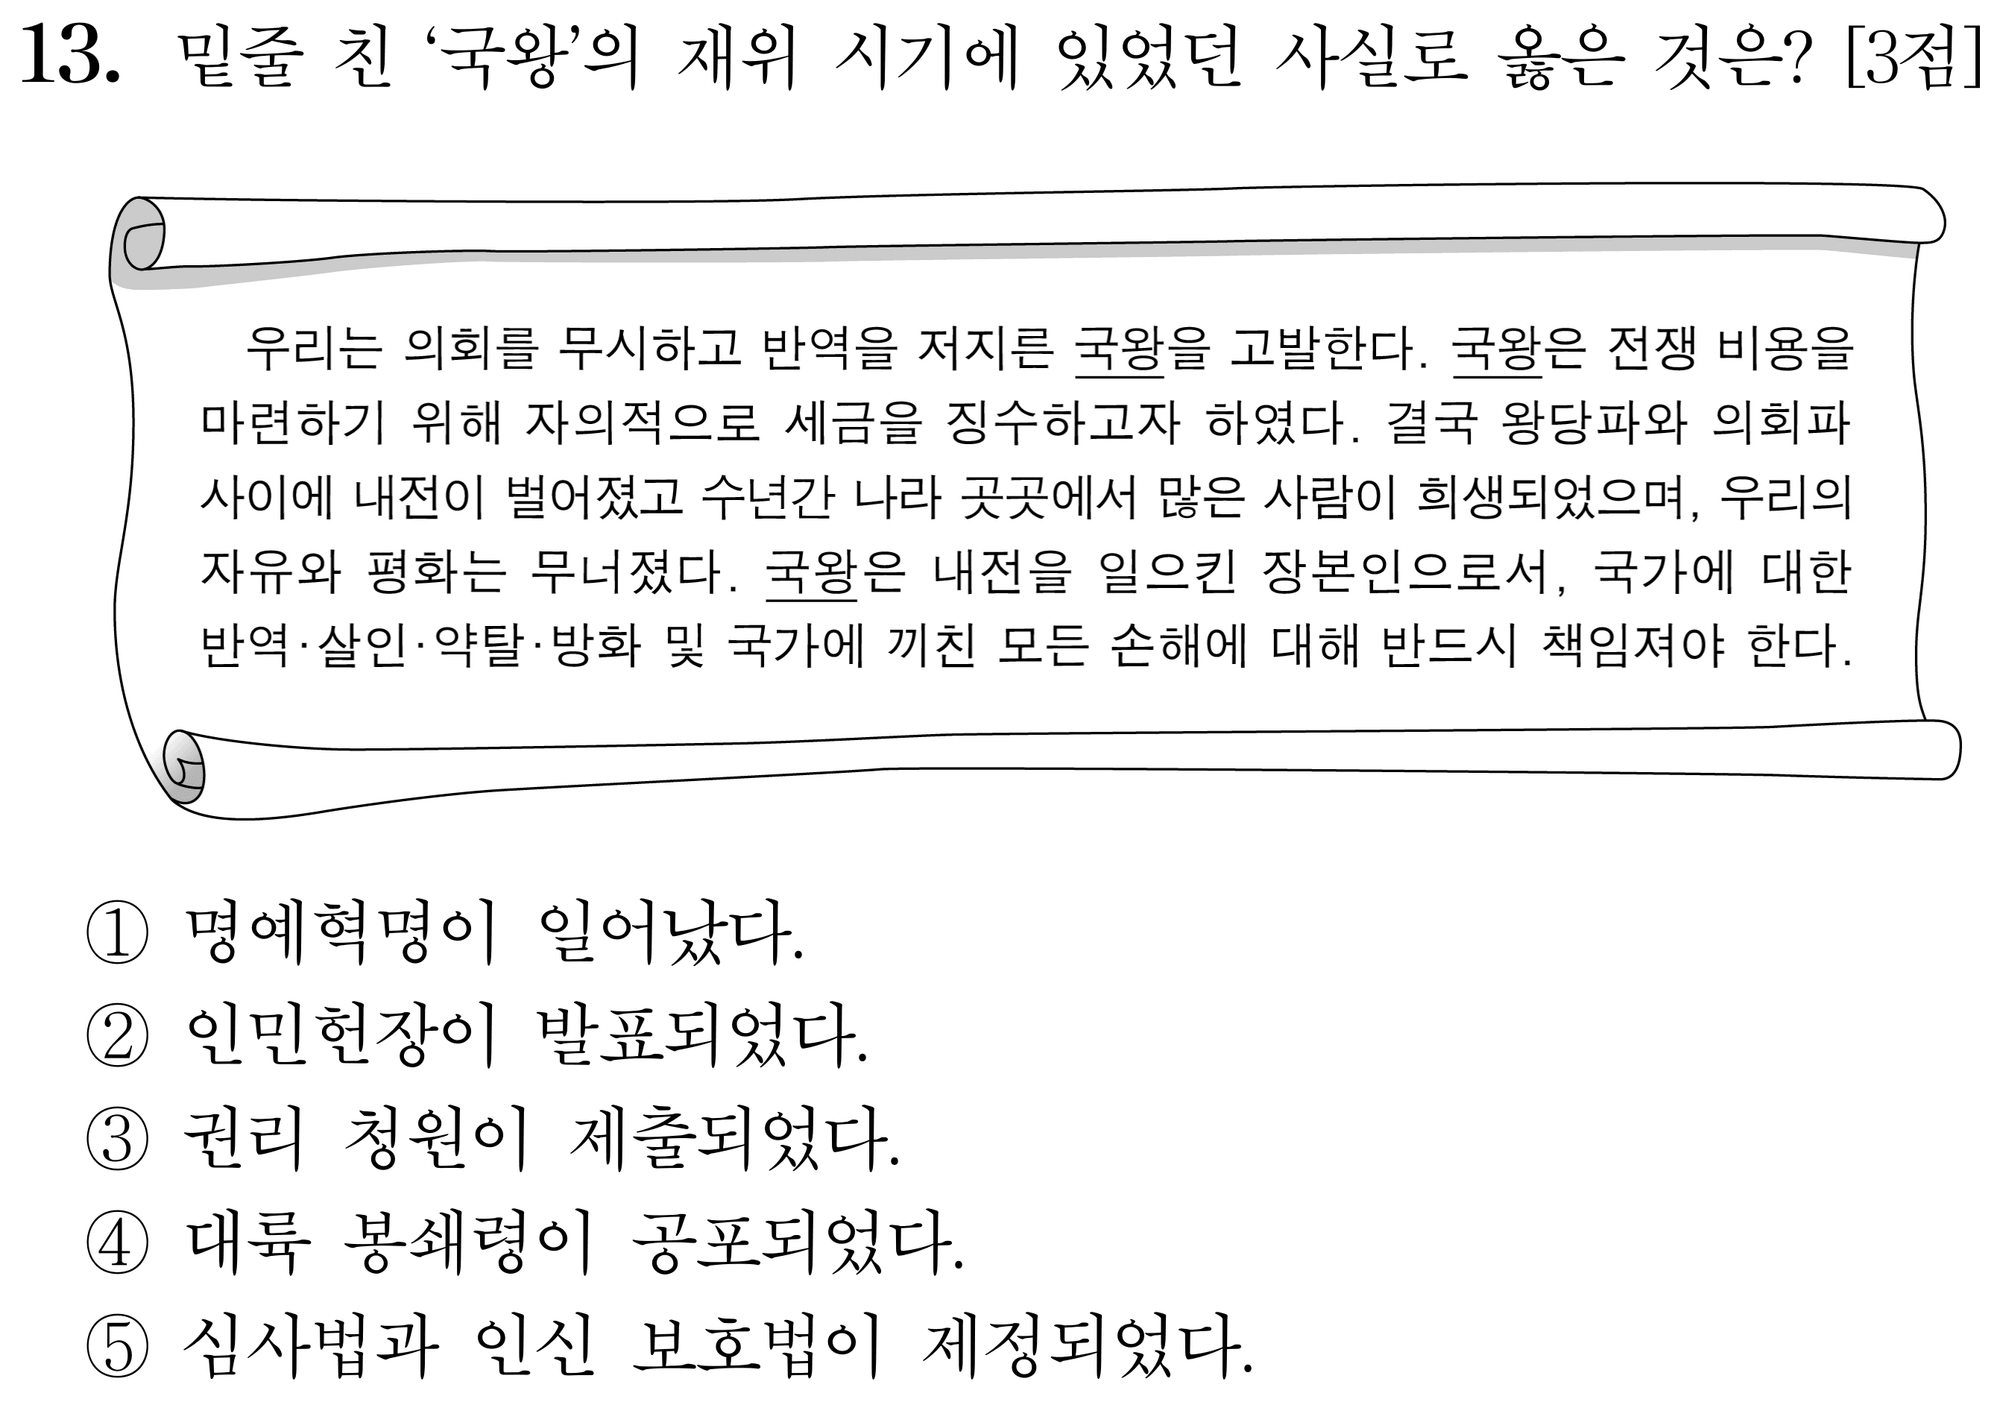 13. 밑줄 친 ‘국왕’의 재위 시기에 있었던 사실로 옳은 것은? [3점]
우리는 의회를 무시하고 반역을 저지른 국왕을 고발한다. 국왕은 전쟁 비용을
마련하기 위해 자의적으로 세금을 징수하고자 하였다. 결국 왕당파와 의회파
사이에 내전이 벌어졌고 수년간 나라 곳곳에서 많은 사람이 희생되었으며, 우리의
자유와 평화는 무너졌다. 국왕은 내전을 일으킨 장본인으로서, 국가에 대한
반역·살인·약탈·방화 및 국가에 끼친 모든 손해에 대해 반드시 책임져야 한다.
① 명예혁명이 일어났다.
② 인민헌장이 발표되었다.
③ 권리 청원이 제출되었다.
④ 대륙 봉쇄령이 공포되었다.
⑤ 심사법과 인신 보호법이 제정되었다.